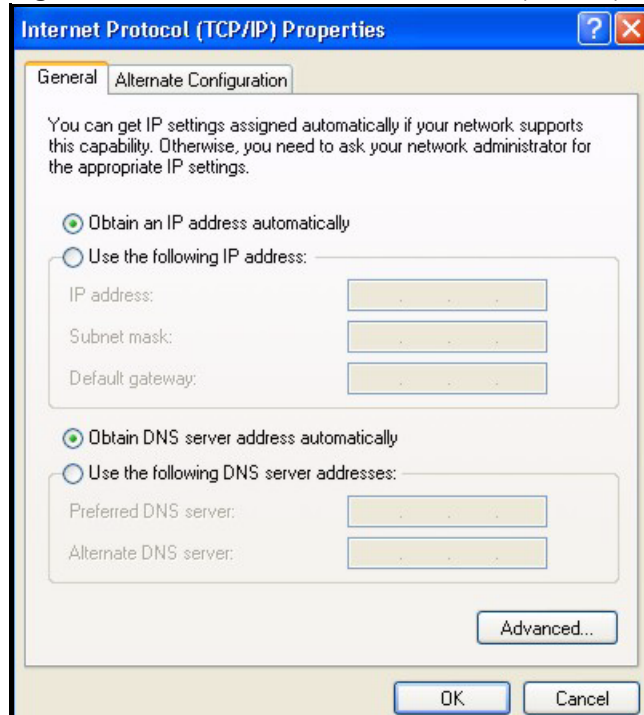 Internet Protocol (TCP/IP) Properties
General
Alternate Configuration
You can get IP settings assigned automatically if your network supports
this capability. Otherwise, you need to ask your network administrator for
the appropriate IP settings.
Obtain an IP address automatically
Use the following IP address:
IP address:
Subnet mask:
Default gateway:
Obtain DNS server address automatically
Use the following DNS server addresses:
Preferred DNS server:
Alternate DNS server:
Advanced...
OK
Cancel